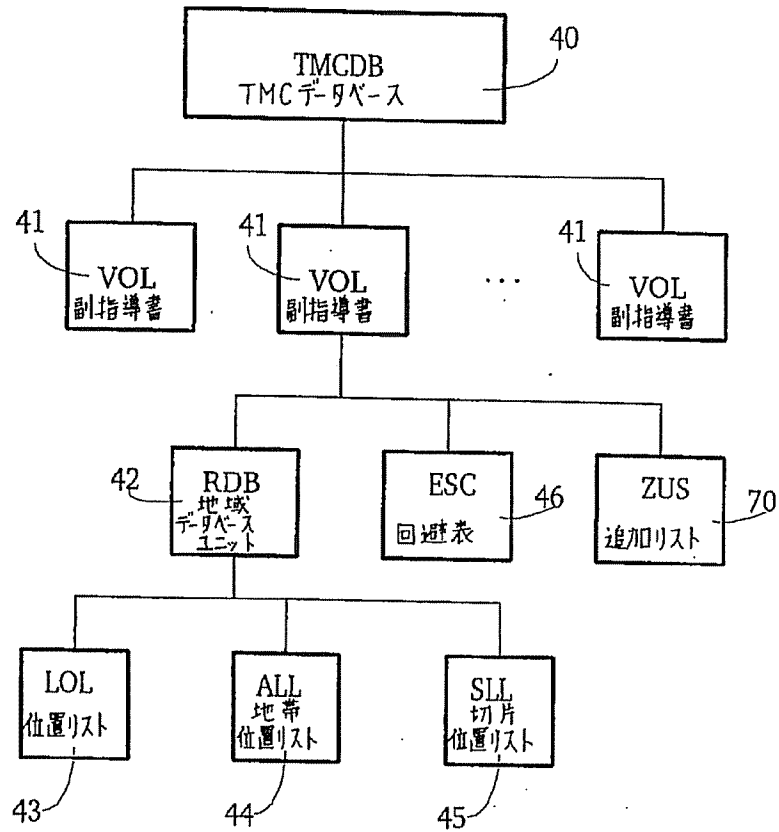 40
TMCDB
TMCデータベース
41
VOL
副指導書
41
VOL
副指導書
...
41
VOL
副指導書
42
RDB
地域
データベース
ユニット
ESC
回避表
46
ZUS
追加リスト
70
LOL
位置リスト
43
ALL
地帯
位置リスト
44
SLL
切片
位置リスト
45